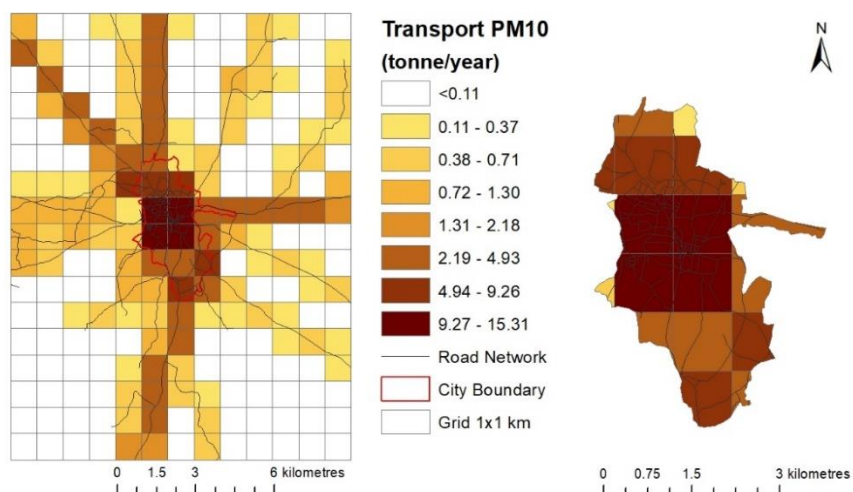 Transport PM10
(tonne/year)
<0.11
0.11 - 0.37
0.38 - 0.71
0.72 - 1.30
1.31 - 2.18
2.19 - 4.93
4.94 - 9.26
9.27 - 15.31
Road Network
City Boundary
Grid 1x1 km
N
0 1.5 3 6 kilometres
0 0.75 1.5 3 kilometres